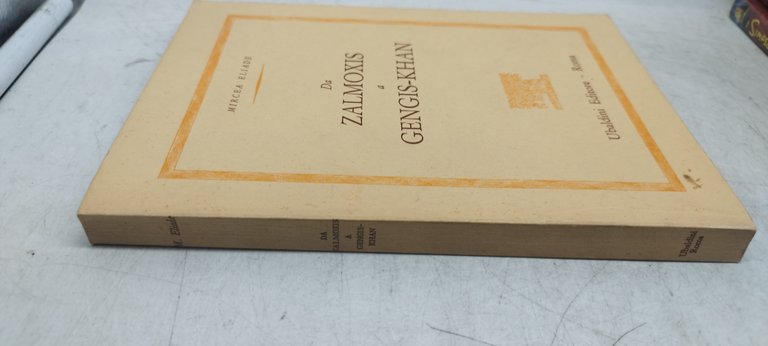 MIRCEA ELIADE
Da
ZALMOXIS
a
GENGIS-KHAN
Ubaldini Editore - Roma
M. Eliade
DA
ZALMOXIS
A
GENGIS-
KHAN
Ubaldini
Roma